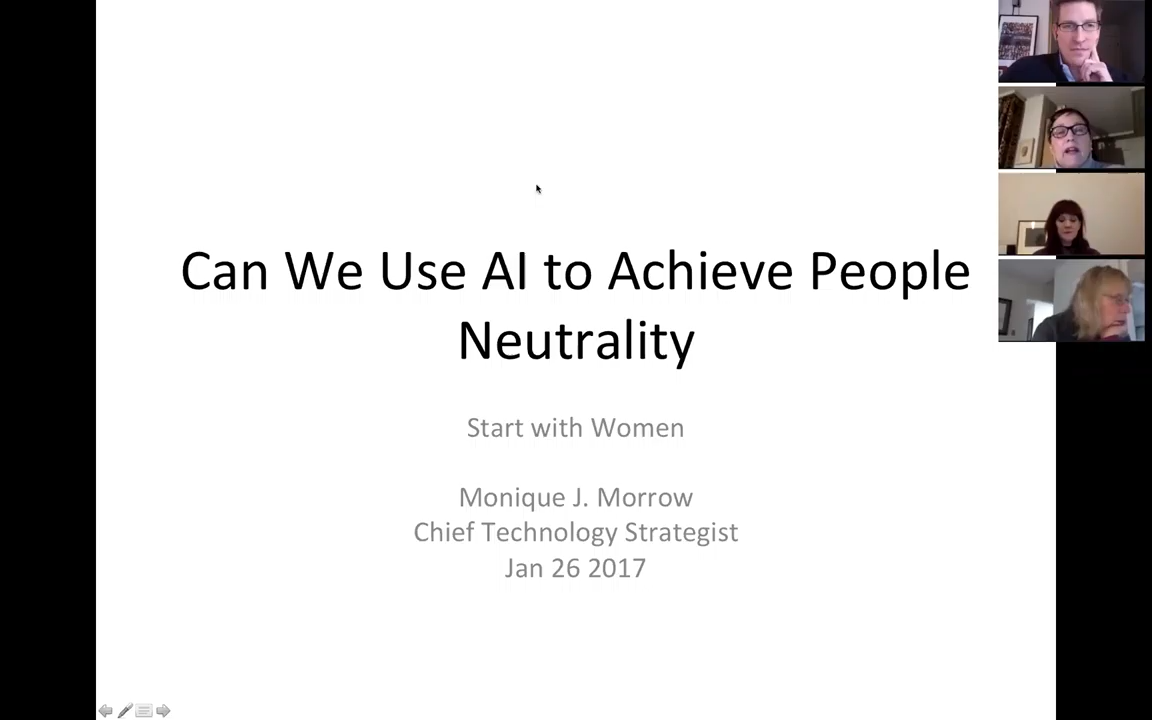 Can We Use AI to Achieve People
Neutrality
Start with Women
Monique J. Morrow
Chief Technology Strategist
Jan 26 2017